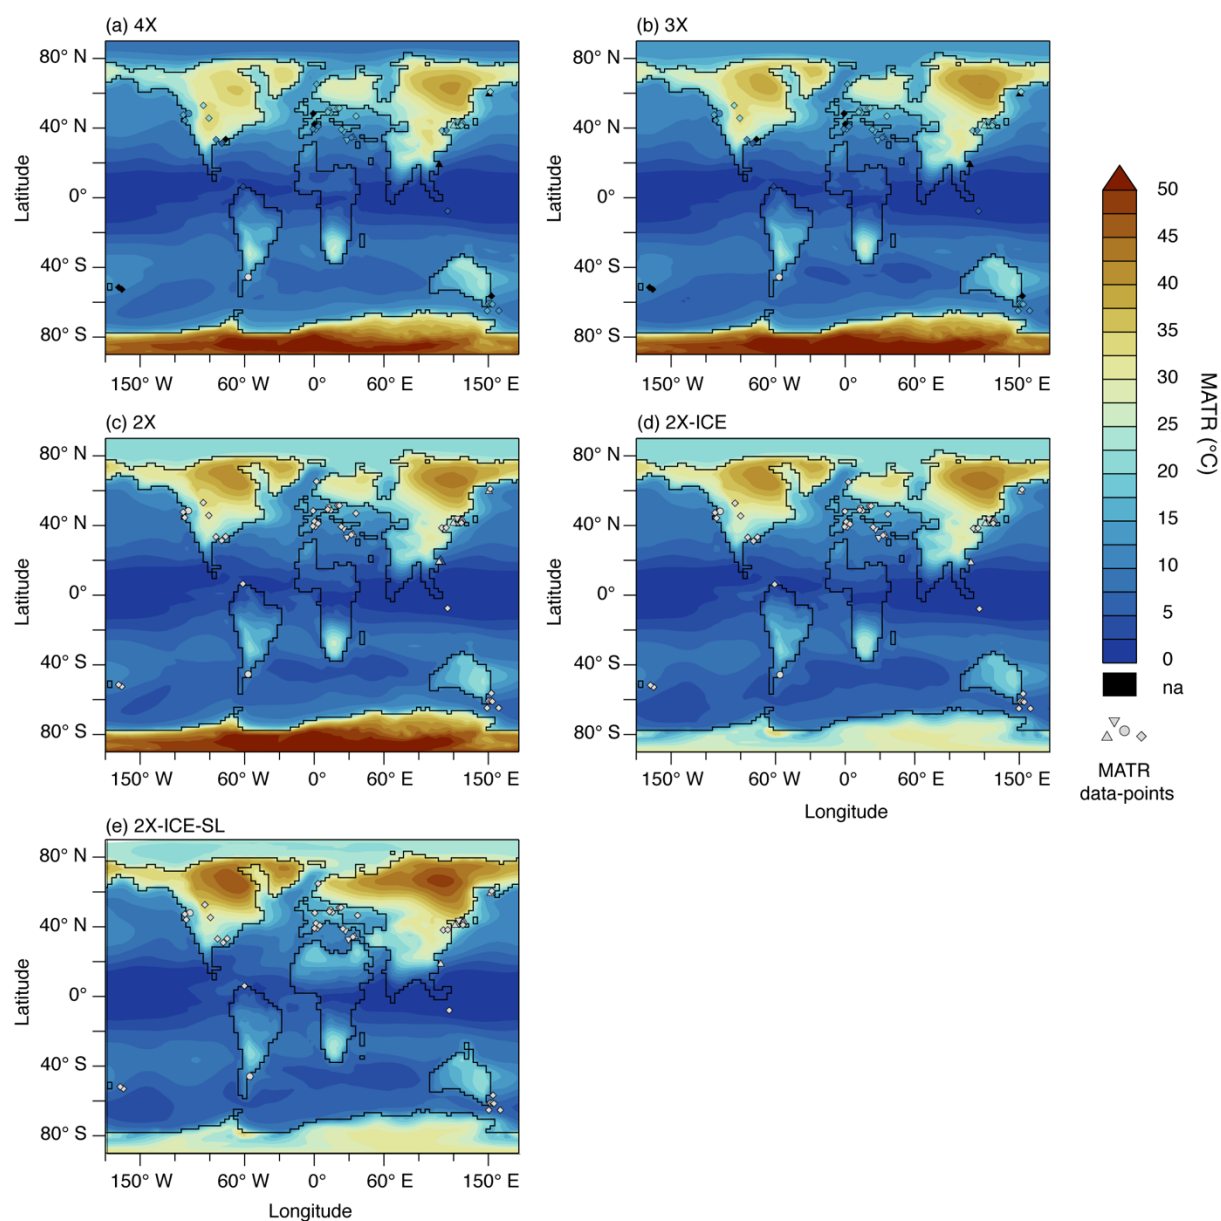 (a) 4X
(b) 3X
80° N
40° N
0°
40° S
80° S
Latitude
150° W 60° W 0° 60° E 150° E
80° N
40° N
0°
40° S
80° S
Latitude
150° W 60° W 0° 60° E 150° E
(c) 2X
(d) 2X-ICE
80° N
40° N
0°
40° S
80° S
Latitude
150° W 60° W 0° 60° E 150° E
80° N
40° N
0°
40° S
80° S
Latitude
150° W 60° W 0° 60° E 150° E
Longitude
(e) 2X-ICE-SL
80° N
40° N
0°
40° S
80° S
Latitude
150° W 60° W 0° 60° E 150° E
Longitude
50
45
40
35
30
25
20
15
10
5
0
na
MATR (°C)
MATR
data-points